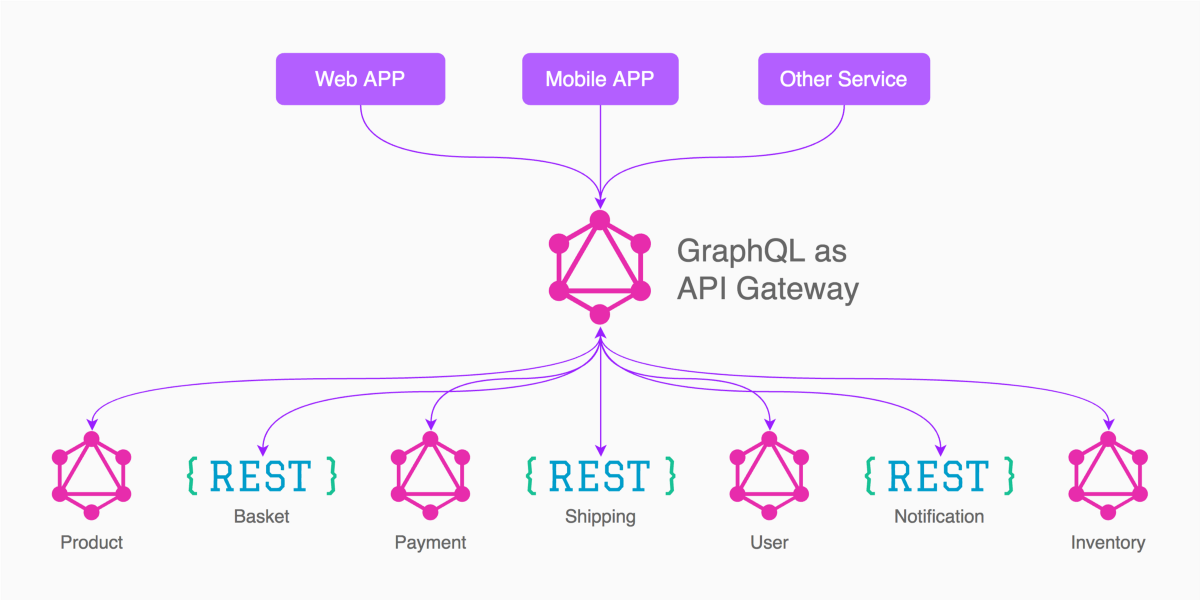 Web APP
Mobile APP
Other Service
GraphQL as
API Gateway
{ REST }
{ REST }
{ REST }
Basket
Shipping
Notification
Product
Payment
User
Inventory